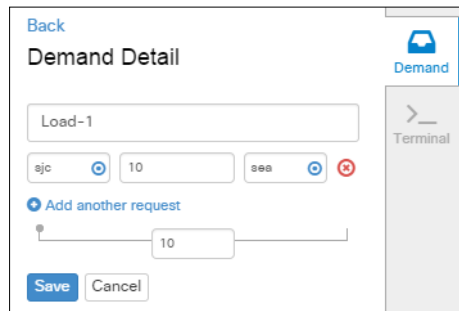 Back
Demand Detail
Demand
Load-1
Terminal
sjc 10 sea
Add another request
10
Save Cancel